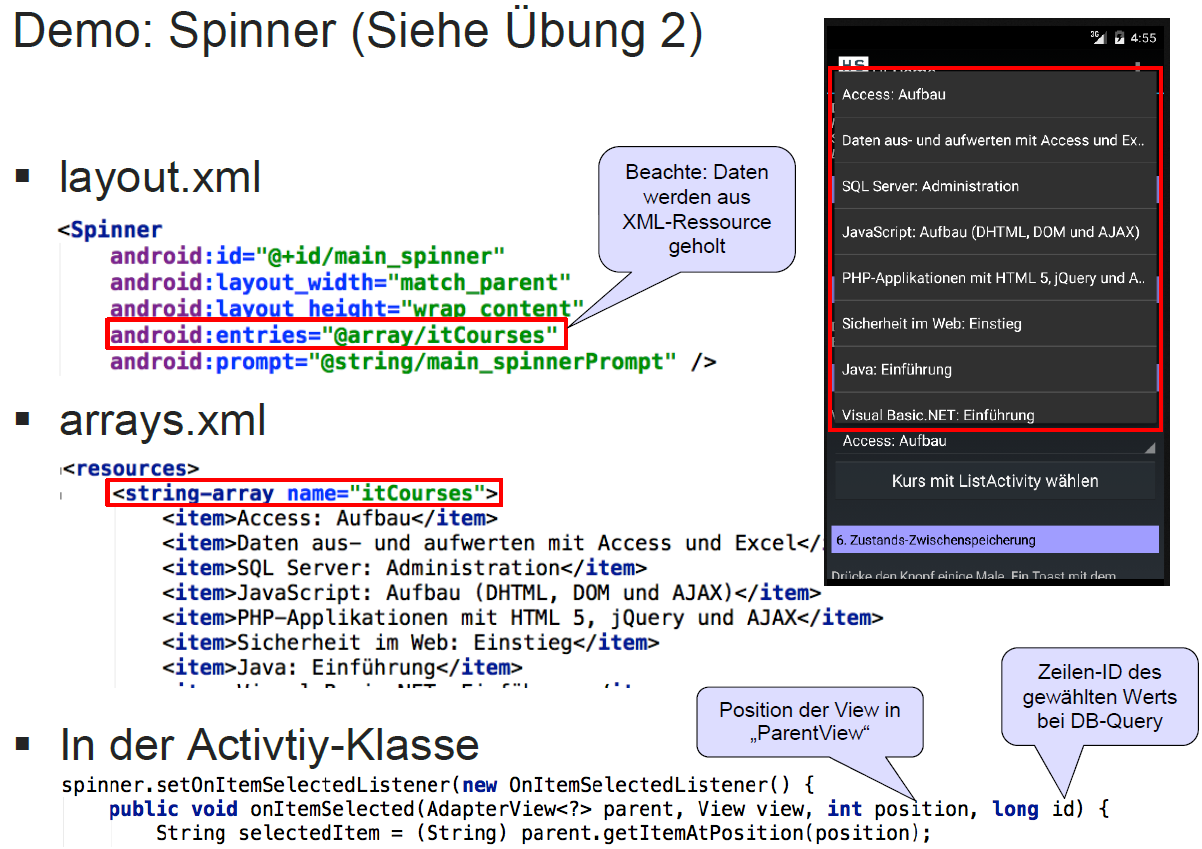 Demo: Spinner (Siehe Übung 2)
▪ layout.xml
<Spinner
android:id="@+id/main_spinner"
android:layout_width="match_parent"
android:layout_height="wrap_content"
android:entries="@array/itCourses"
android:prompt="@string/main_spinnerPrompt" />
Beachte: Daten
werden aus
XML-Ressource
geholt
▪ arrays.xml
<resources>
<string-array name="itCourses">
<item>Access: Aufbau</item>
<item>Daten aus- und aufwerten mit Access und Excel</
<item>SQL Server: Administration</item>
<item>JavaScript: Aufbau (DHTML, DOM und AJAX)</item>
<item>PHP-Applikationen mit HTML 5, jQuery und AJAX</item>
<item>Sicherheit im Web: Einstieg</item>
<item>Java: Einführung</item>
3G 4:55
Access: Aufbau
Daten aus- und aufwerten mit Access und Ex..
SQL Server: Administration
JavaScript: Aufbau (DHTML, DOM und AJAX)
PHP-Applikationen mit HTML 5, jQuery und A..
Sicherheit im Web: Einstieg
Java: Einführung
Visual Basic.NET: Einführung
Access: Aufbau
Kurs mit ListActivity wählen
6. Zustands-Zwischenspeicherung
Drücke den Knopf einige Male. Ein Toast mit dem
▪ In der Activtiy-Klasse
Position der View in
„ParentView“
Zeilen-ID des
gewählten Werts
bei DB-Query
spinner.setOnItemSelectedListener(new OnItemSelectedListener() {
public void onItemSelected(AdapterView<?> parent, View view, int position, long id) {
String selectedItem = (String) parent.getItemAtPosition(position);